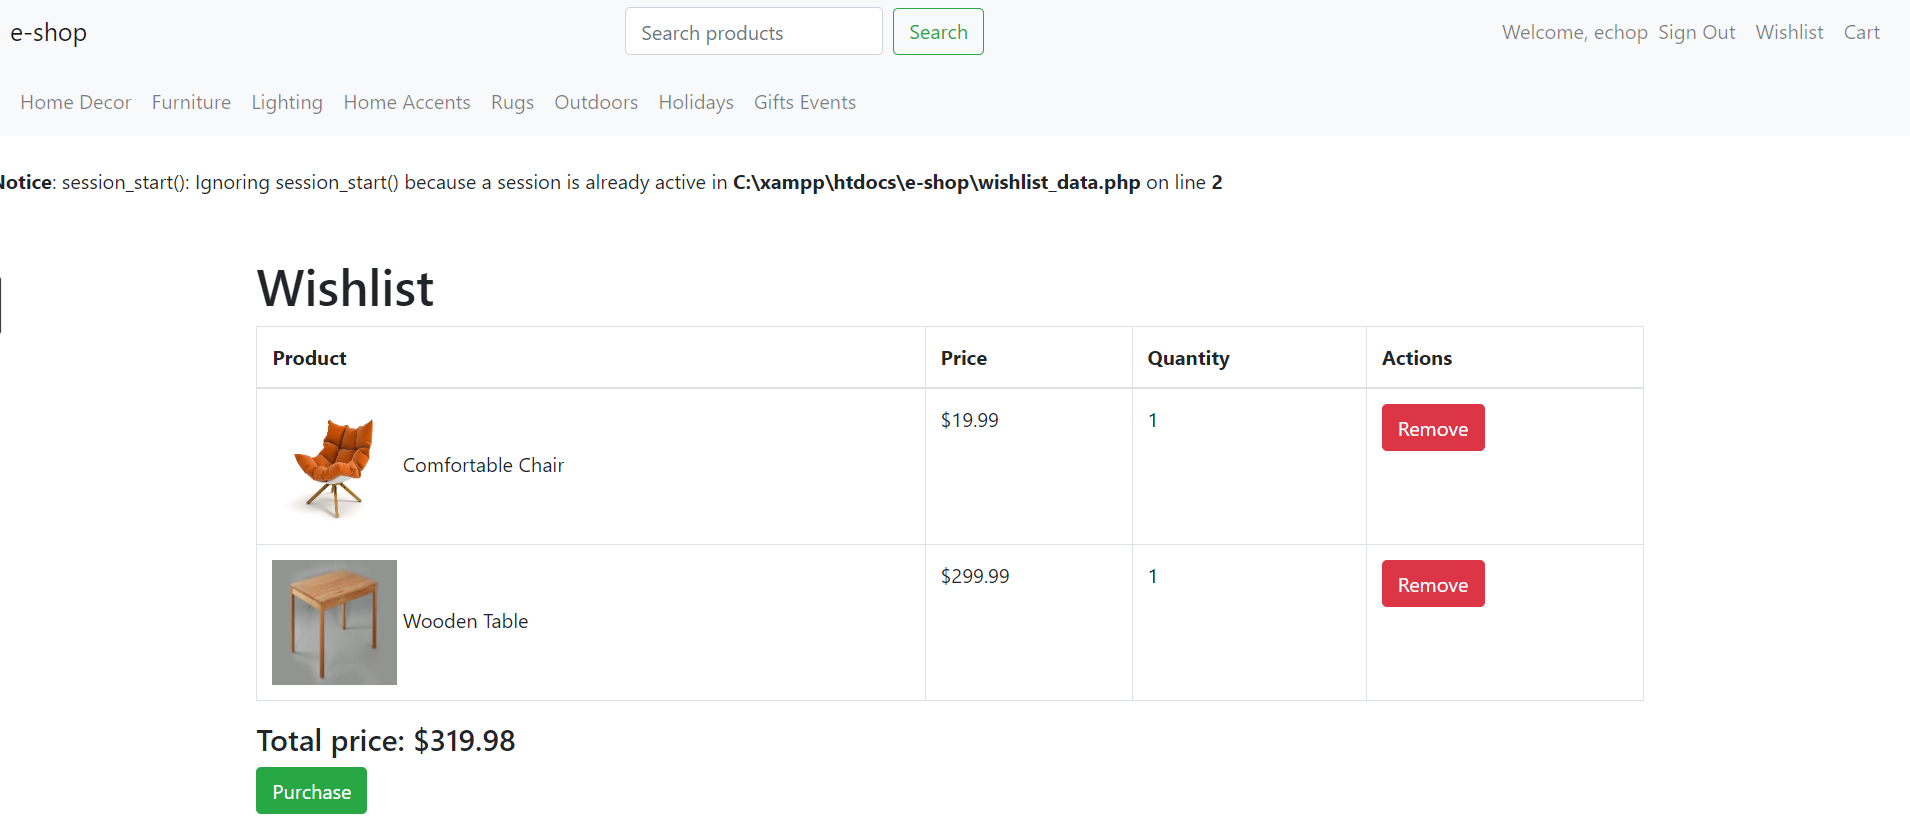 e-shop Search products Search Welcome, echop Sign Out Wishlist Cart
Home Decor Furniture Lighting Home Accents Rugs Outdoors Holidays Gifts Events
Notice: session_start(): Ignoring session_start() because a session is already active in C:\xampp\htdocs\e-shop\wishlist_data.php on line 2
Wishlist
Product Price Quantity Actions
Comfortable Chair $19.99 1 Remove
Wooden Table $299.99 1 Remove
Total price: $319.98
Purchase